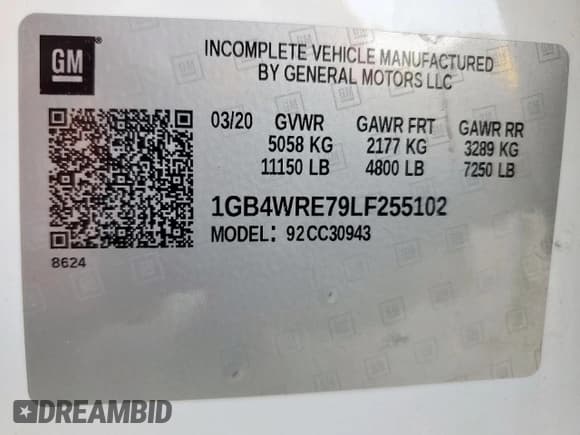 GM
INCOMPLETE VEHICLE MANUFACTURED
BY GENERAL MOTORS LLC
03/20 GVWR GAWR FRT GAWR RR
5058 KG 2177 KG 3289 KG
11150 LB 4800 LB 7250 LB
1GB4WRE79LF255102
MODEL: 92CC30943
8624
DREAMBID